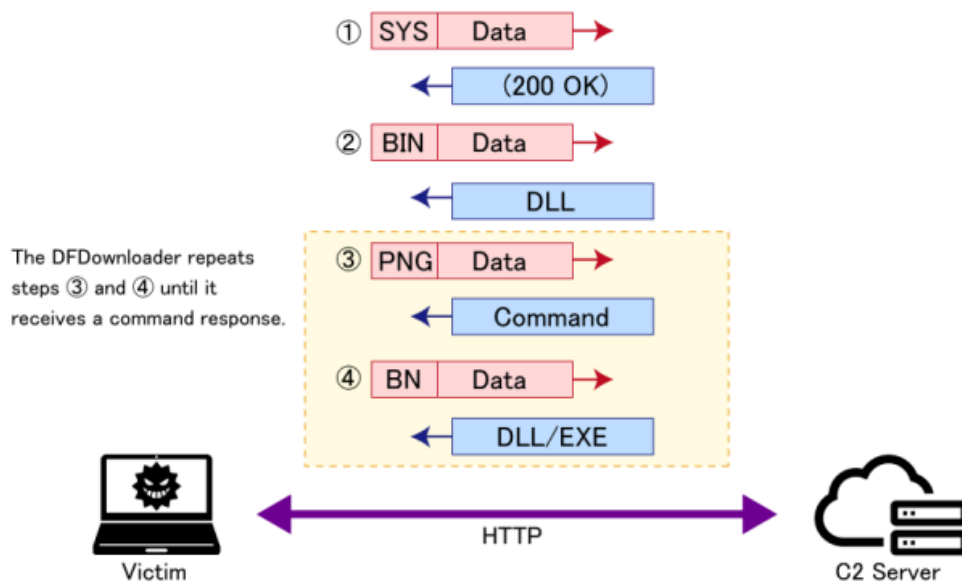 ① SYS Data
(200 OK)
② BIN Data
DLL
The DFDownloader repeats
steps ③ and ④ until it
receives a command response.
③ PNG Data
Command
④ BN Data
DLL/EXE
HTTP
Victim
C2 Server